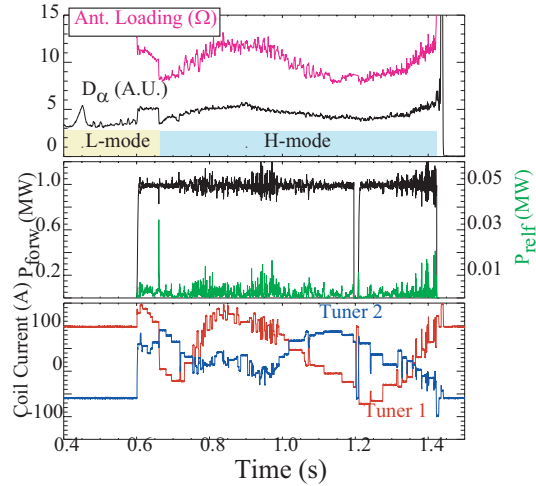 15
Ant. Loading (Ω)
10
Dα (A.U.)
5
L-mode
H-mode
0
1.0
0.6
0.2
P_forw (MW)
0.05
0.03
0.01
P_relf (MW)
Coil Current (A)
100
0
-100
Tuner 2
Tuner 1
0.4 0.6 0.8 1.0 1.2 1.4
Time (s)